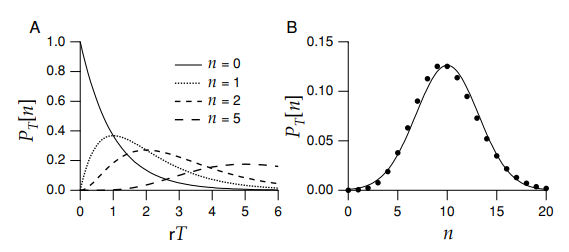 A
1.0
0.8
0.6
0.4
0.2
0.0
P_T[n]
0 1 2 3 4 5 6
rT
n = 0
n = 1
n = 2
n = 5
B
0.15
0.10
0.05
0.00
P_T[n]
0 5 10 15 20
n